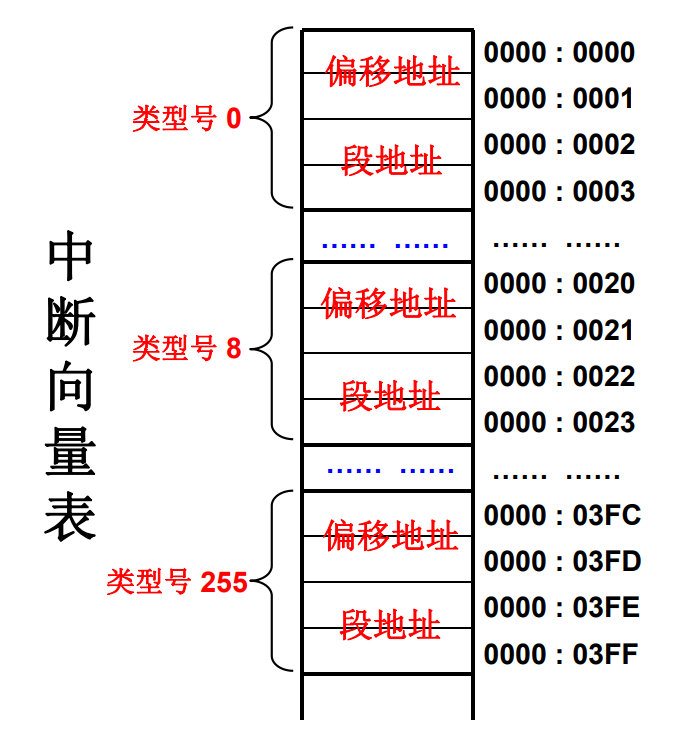 中断向量表
类型号 0
偏移地址
段地址
0000 : 0000
0000 : 0001
0000 : 0002
0000 : 0003
...... ......
...... ......
类型号 8
偏移地址
段地址
0000 : 0020
0000 : 0021
0000 : 0022
0000 : 0023
...... ......
...... ......
类型号 255
偏移地址
段地址
0000 : 03FC
0000 : 03FD
0000 : 03FE
0000 : 03FF